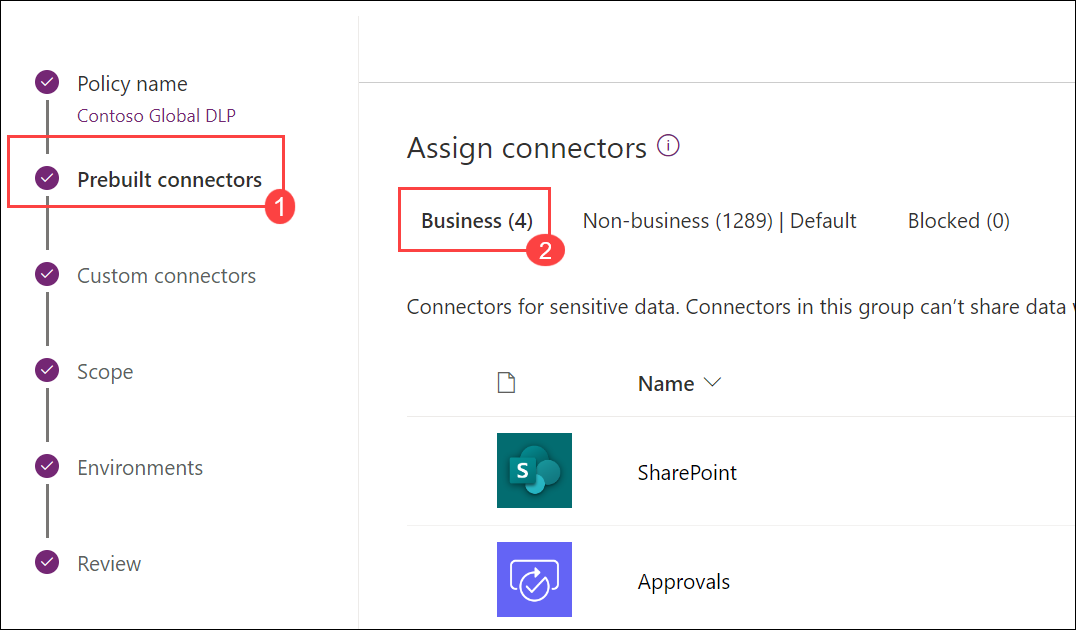 Policy name
Contoso Global DLP
Prebuilt connectors
1
Custom connectors
Scope
Environments
Review
Assign connectors
Business (4)
2
Non-business (1289) | Default
Blocked (0)
Connectors for sensitive data. Connectors in this group can’t share data
Name
S
SharePoint
Approvals